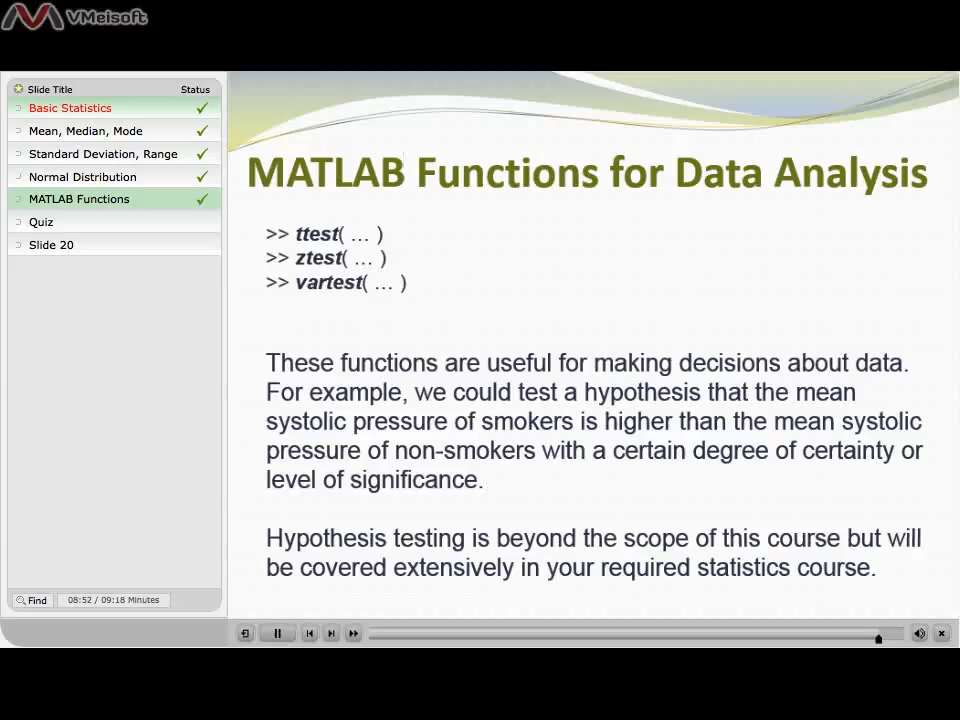 VMeisoft
Slide Title Status
Basic Statistics
Mean, Median, Mode
Standard Deviation, Range
Normal Distribution
MATLAB Functions
Quiz
Slide 20
MATLAB Functions for Data Analysis
>> ttest( … )
>> ztest( … )
>> vartest( … )
These functions are useful for making decisions about data.
For example, we could test a hypothesis that the mean
systolic pressure of smokers is higher than the mean systolic
pressure of non-smokers with a certain degree of certainty or
level of significance.
Hypothesis testing is beyond the scope of this course but will
be covered extensively in your required statistics course.
Find 08:52 / 09:18 Minutes